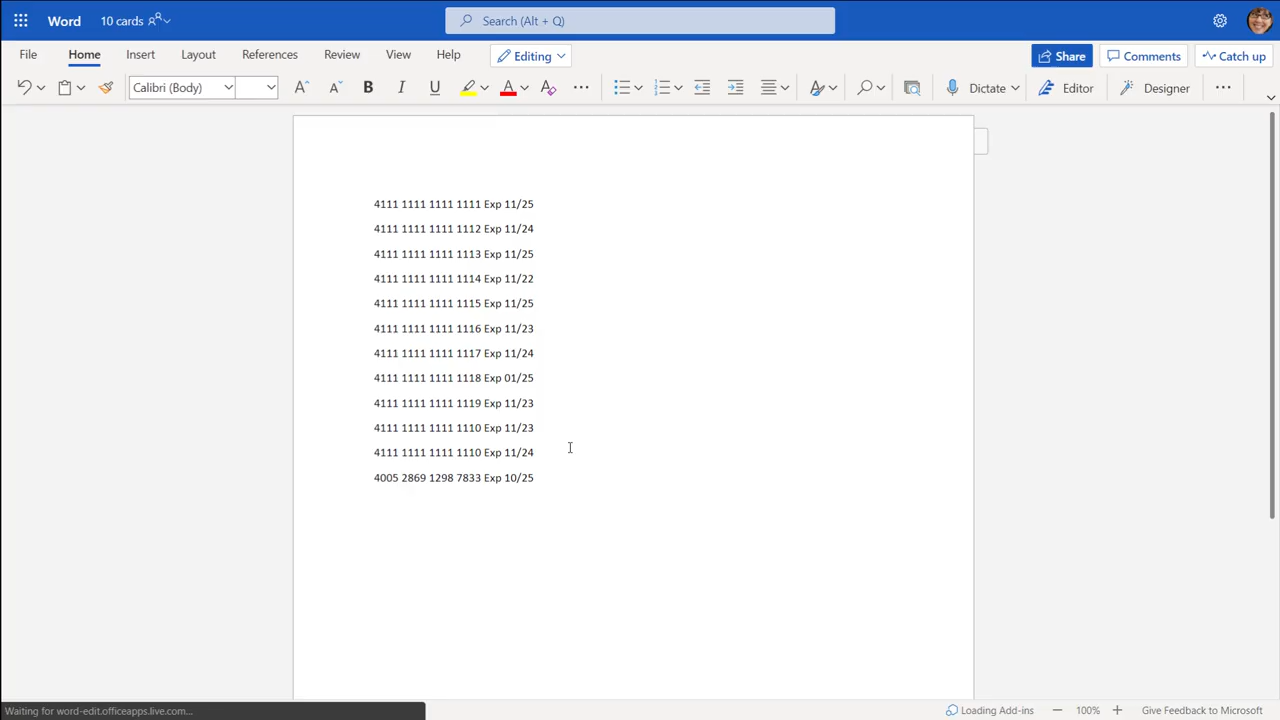 Word 10 cards Search (Alt + Q)
File Home Insert Layout References Review View Help Editing Share Comments Catch up
Calibri (Body) A A B I U A A Dictate Editor Designer
4111 1111 1111 1111 Exp 11/25
4111 1111 1111 1112 Exp 11/24
4111 1111 1111 1113 Exp 11/25
4111 1111 1111 1114 Exp 11/22
4111 1111 1111 1115 Exp 11/25
4111 1111 1111 1116 Exp 11/23
4111 1111 1111 1117 Exp 11/24
4111 1111 1111 1118 Exp 01/25
4111 1111 1111 1119 Exp 11/23
4111 1111 1111 1110 Exp 11/23
4111 1111 1111 1110 Exp 11/24
4005 2869 1298 7833 Exp 10/25
Waiting for word-edit.officeapps.live.com... Loading Add-ins 100% Give Feedback to Microsoft